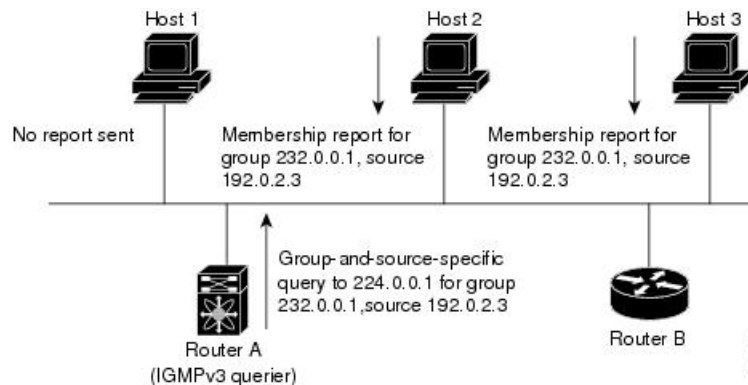 Host 1
Host 2
Host 3
No report sent
Membership report for
group 232.0.0.1, source
192.0.2.3
Membership report for
group 232.0.0.1, source
192.0.2.3
Group-and-source-specific
query to 224.0.0.1 for group
232.0.0.1,source 192.0.2.3
Router A
(IGMPv3 querier)
Router B